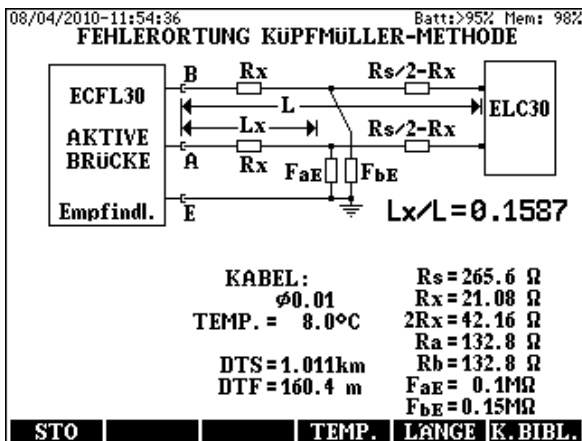 08/04/2010-11:54:36 Batt:>95% Mem: 98%
FEHLERORTUNG KÜPFMÜLLER-METHODE
B Rx Rs/2-Rx
ECFL30
L
ELC30
Lx Rs/2-Rx
AKTIVE
BRÜCKE
A Rx FaE FbE
Empfindl.
E
Lx/L=0.1587
KABEL: Rs=265.6 Ω
ø0.01 Rx=21.08 Ω
TEMP.= 8.0ºC 2Rx=42.16 Ω
Ra=132.8 Ω
DTS=1.011km Rb=132.8 Ω
DTF=160.4 m FaE= 0.1MΩ
FbE=0.15MΩ
STO TEMP. LÄNGE K.BIBL.